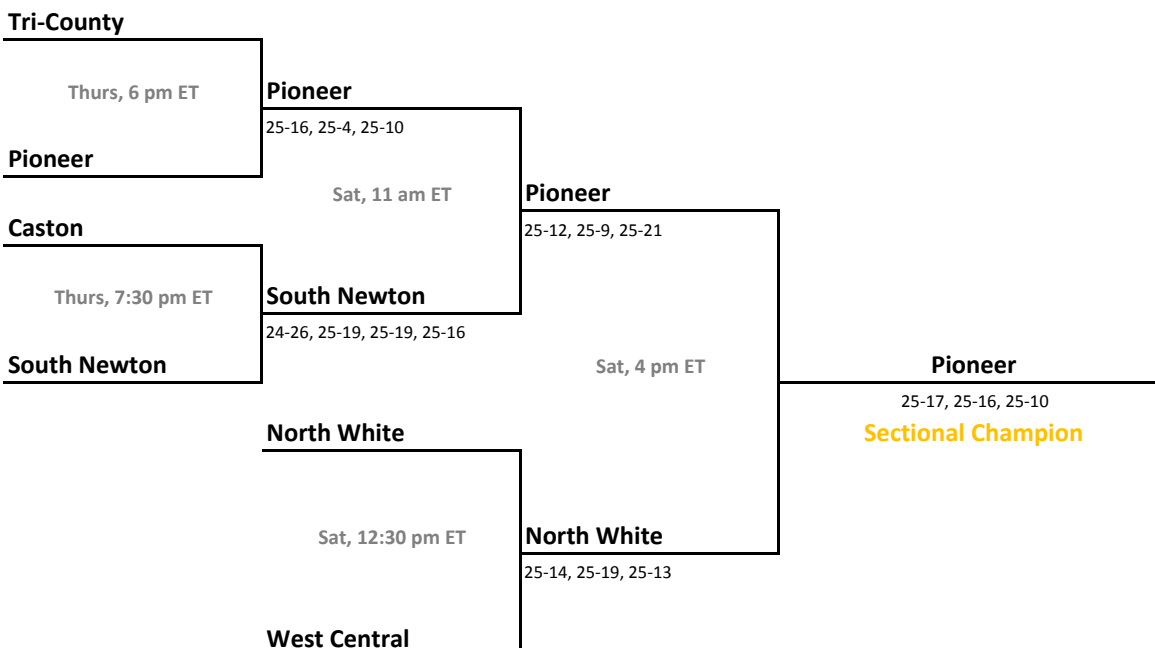 Tri-County
Thurs, 6 pm ET
Pioneer
25-16, 25-4, 25-10
Pioneer
Sat, 11 am ET
Pioneer
25-12, 25-9, 25-21
Caston
Thurs, 7:30 pm ET
South Newton
24-26, 25-19, 25-19, 25-16
South Newton
Sat, 4 pm ET
Pioneer
25-17, 25-16, 25-10
Sectional Champion
North White
Sat, 12:30 pm ET
North White
25-14, 25-19, 25-13
West Central